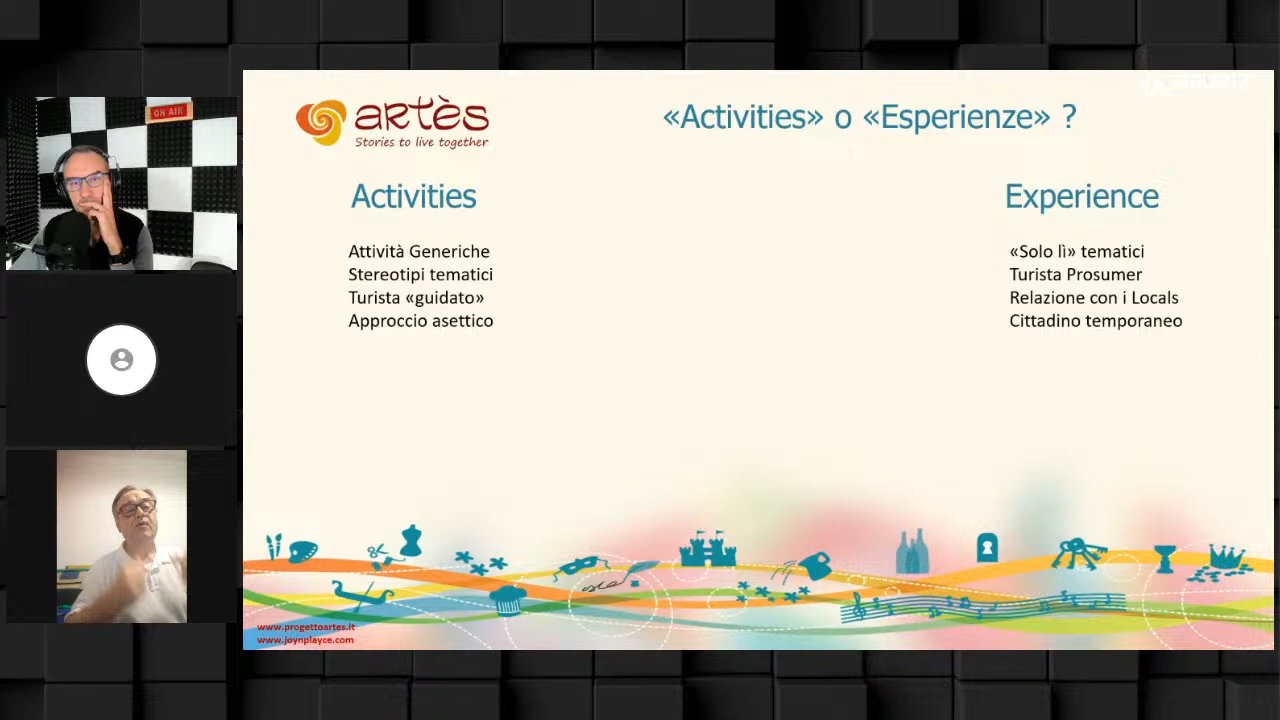 ON AIR
artès
Stories to live together
«Activities» o «Esperienze» ?
Activities
Attività Generiche
Stereotipi tematici
Turista «guidato»
Approccio asettico
Experience
«Solo lì» tematici
Turista Prosumer
Relazione con i Locals
Cittadino temporaneo
www.progettoartes.it
www.joynplayce.com